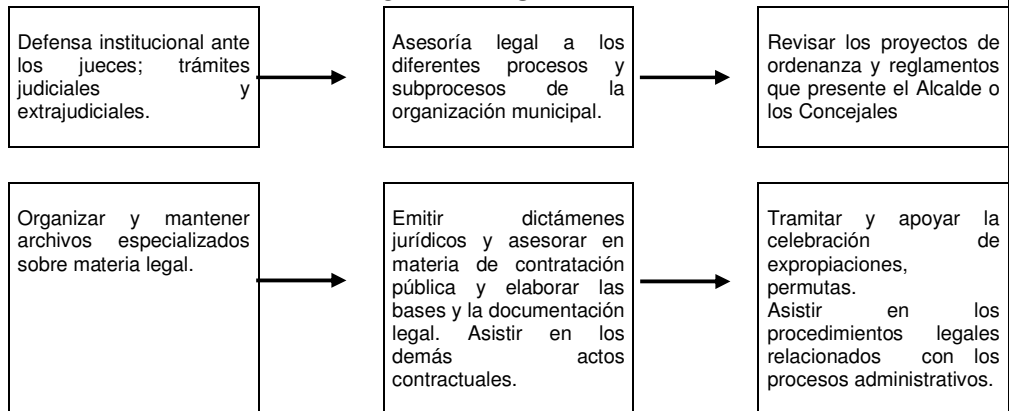 Defensa institucional ante
los jueces; trámites
judiciales y
extrajudiciales.
Asesoría legal a los
diferentes procesos y
subprocesos de la
organización municipal.
Revisar los proyectos de
ordenanza y reglamentos
que presente el Alcalde o
los Concejales
Organizar y mantener
archivos especializados
sobre materia legal.
Emitir dictámenes
jurídicos y asesorar en
materia de contratación
pública y elaborar las
bases y la documentación
legal. Asistir en los
demás actos
contractuales.
Tramitar y apoyar la
celebración de
expropiaciones,
permutas.
Asistir en los
procedimientos legales
relacionados con los
procesos administrativos.